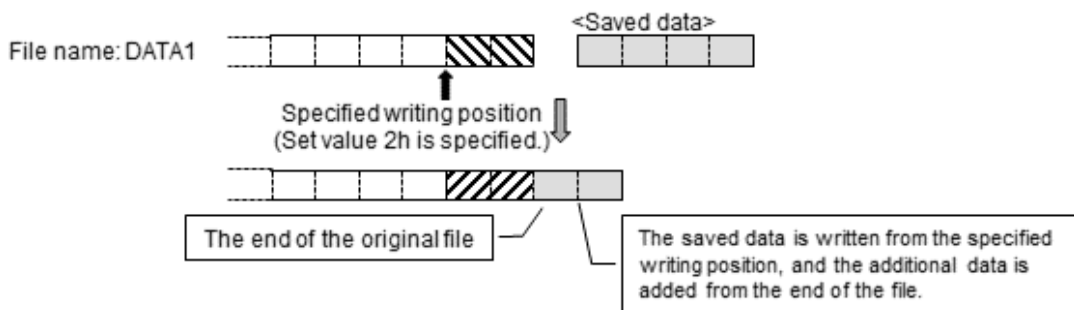 <Saved data>
File name: DATA1
Specified writing position
(Set value 2h is specified.)
The end of the original file
The saved data is written from the specified
writing position, and the additional data is
added from the end of the file.